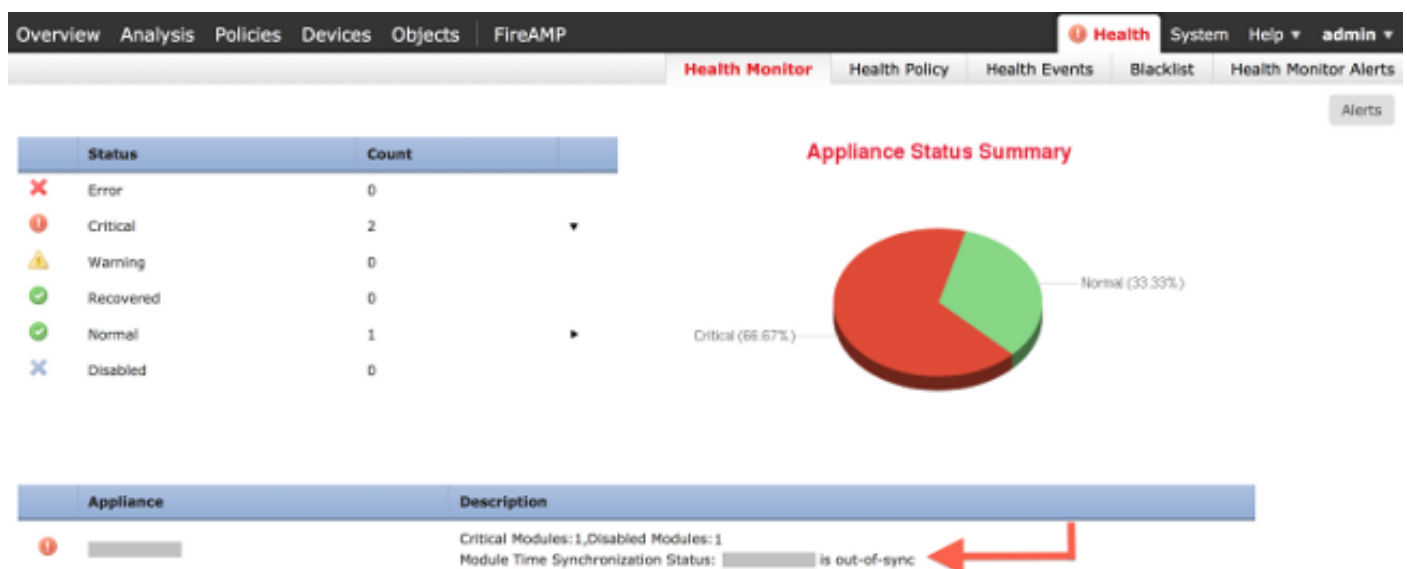 Overview Analysis Policies Devices Objects FireAMP Health System Help admin
Health Monitor Health Policy Health Events Blacklist Health Monitor Alerts
Alerts
Status Count
Error 0
Critical 2
Warning 0
Recovered 0
Normal 1
Disabled 0
Appliance Status Summary
Normal (33.33%)
Critical (66.67%)
Appliance Description
Critical Modules:1,Disabled Modules:1
Module Time Synchronization Status: is out-of-sync